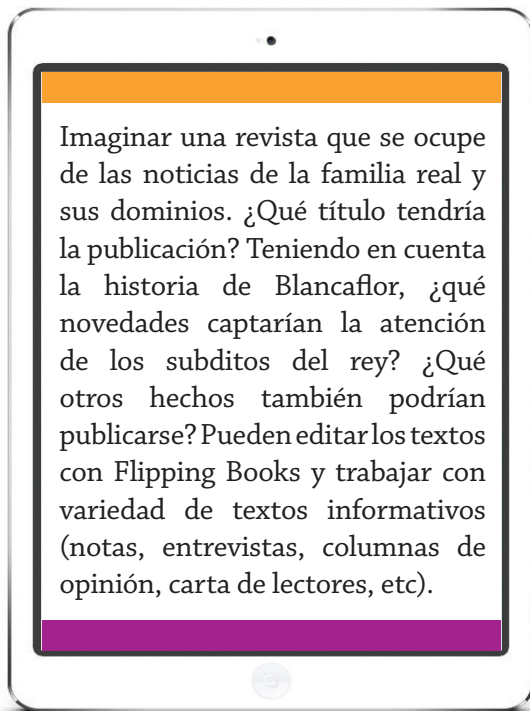 Imaginar una revista que se ocupe
de las noticias de la familia real y
sus dominios. ¿Qué título tendría
la publicación? Teniendo en cuenta
la historia de Blancaflor, ¿qué
novedades captarían la atención
de los subditos del rey? ¿Qué
otros hechos también podrían
publicarse? Pueden editar los textos
con Flipping Books y trabajar con
variedad de textos informativos
(notas, entrevistas, columnas de
opinión, carta de lectores, etc).